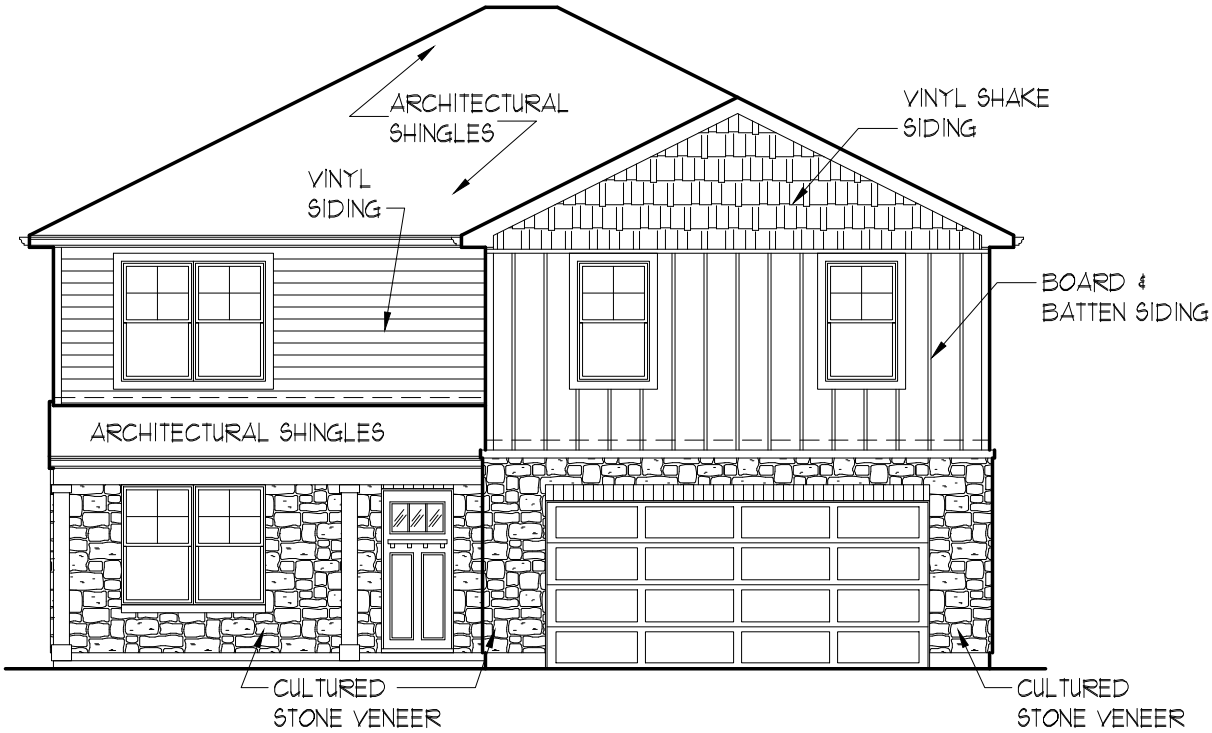 ARCHITECTURAL
SHINGLES
VINYL SHAKE
SIDING
VINYL
SIDING
BOARD &
BATTEN SIDING
ARCHITECTURAL SHINGLES
CULTURED
STONE VENEER
CULTURED
STONE VENEER